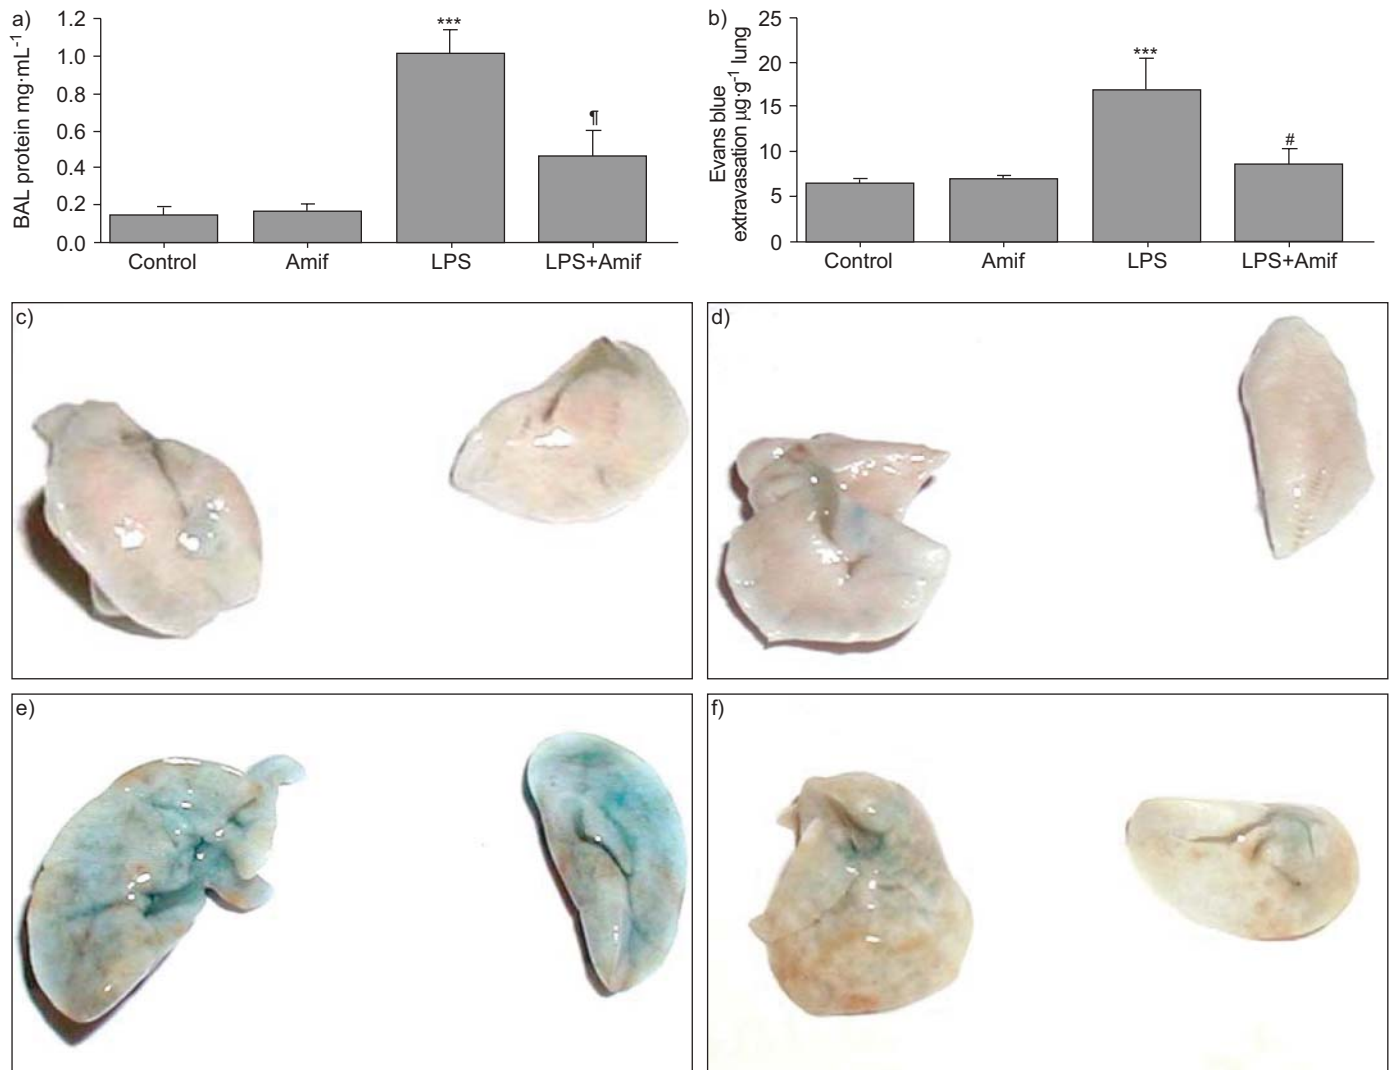 a)
BAL protein mg·mL⁻¹
1.2
1.0
0.8
0.6
0.4
0.2
0.0
***
¶
Control Amif LPS LPS+Amif
b)
Evans blue
extravasation µg·g⁻¹ lung
25
20
15
10
5
0
***
#
Control Amif LPS LPS+Amif
c)
d)
e)
f)